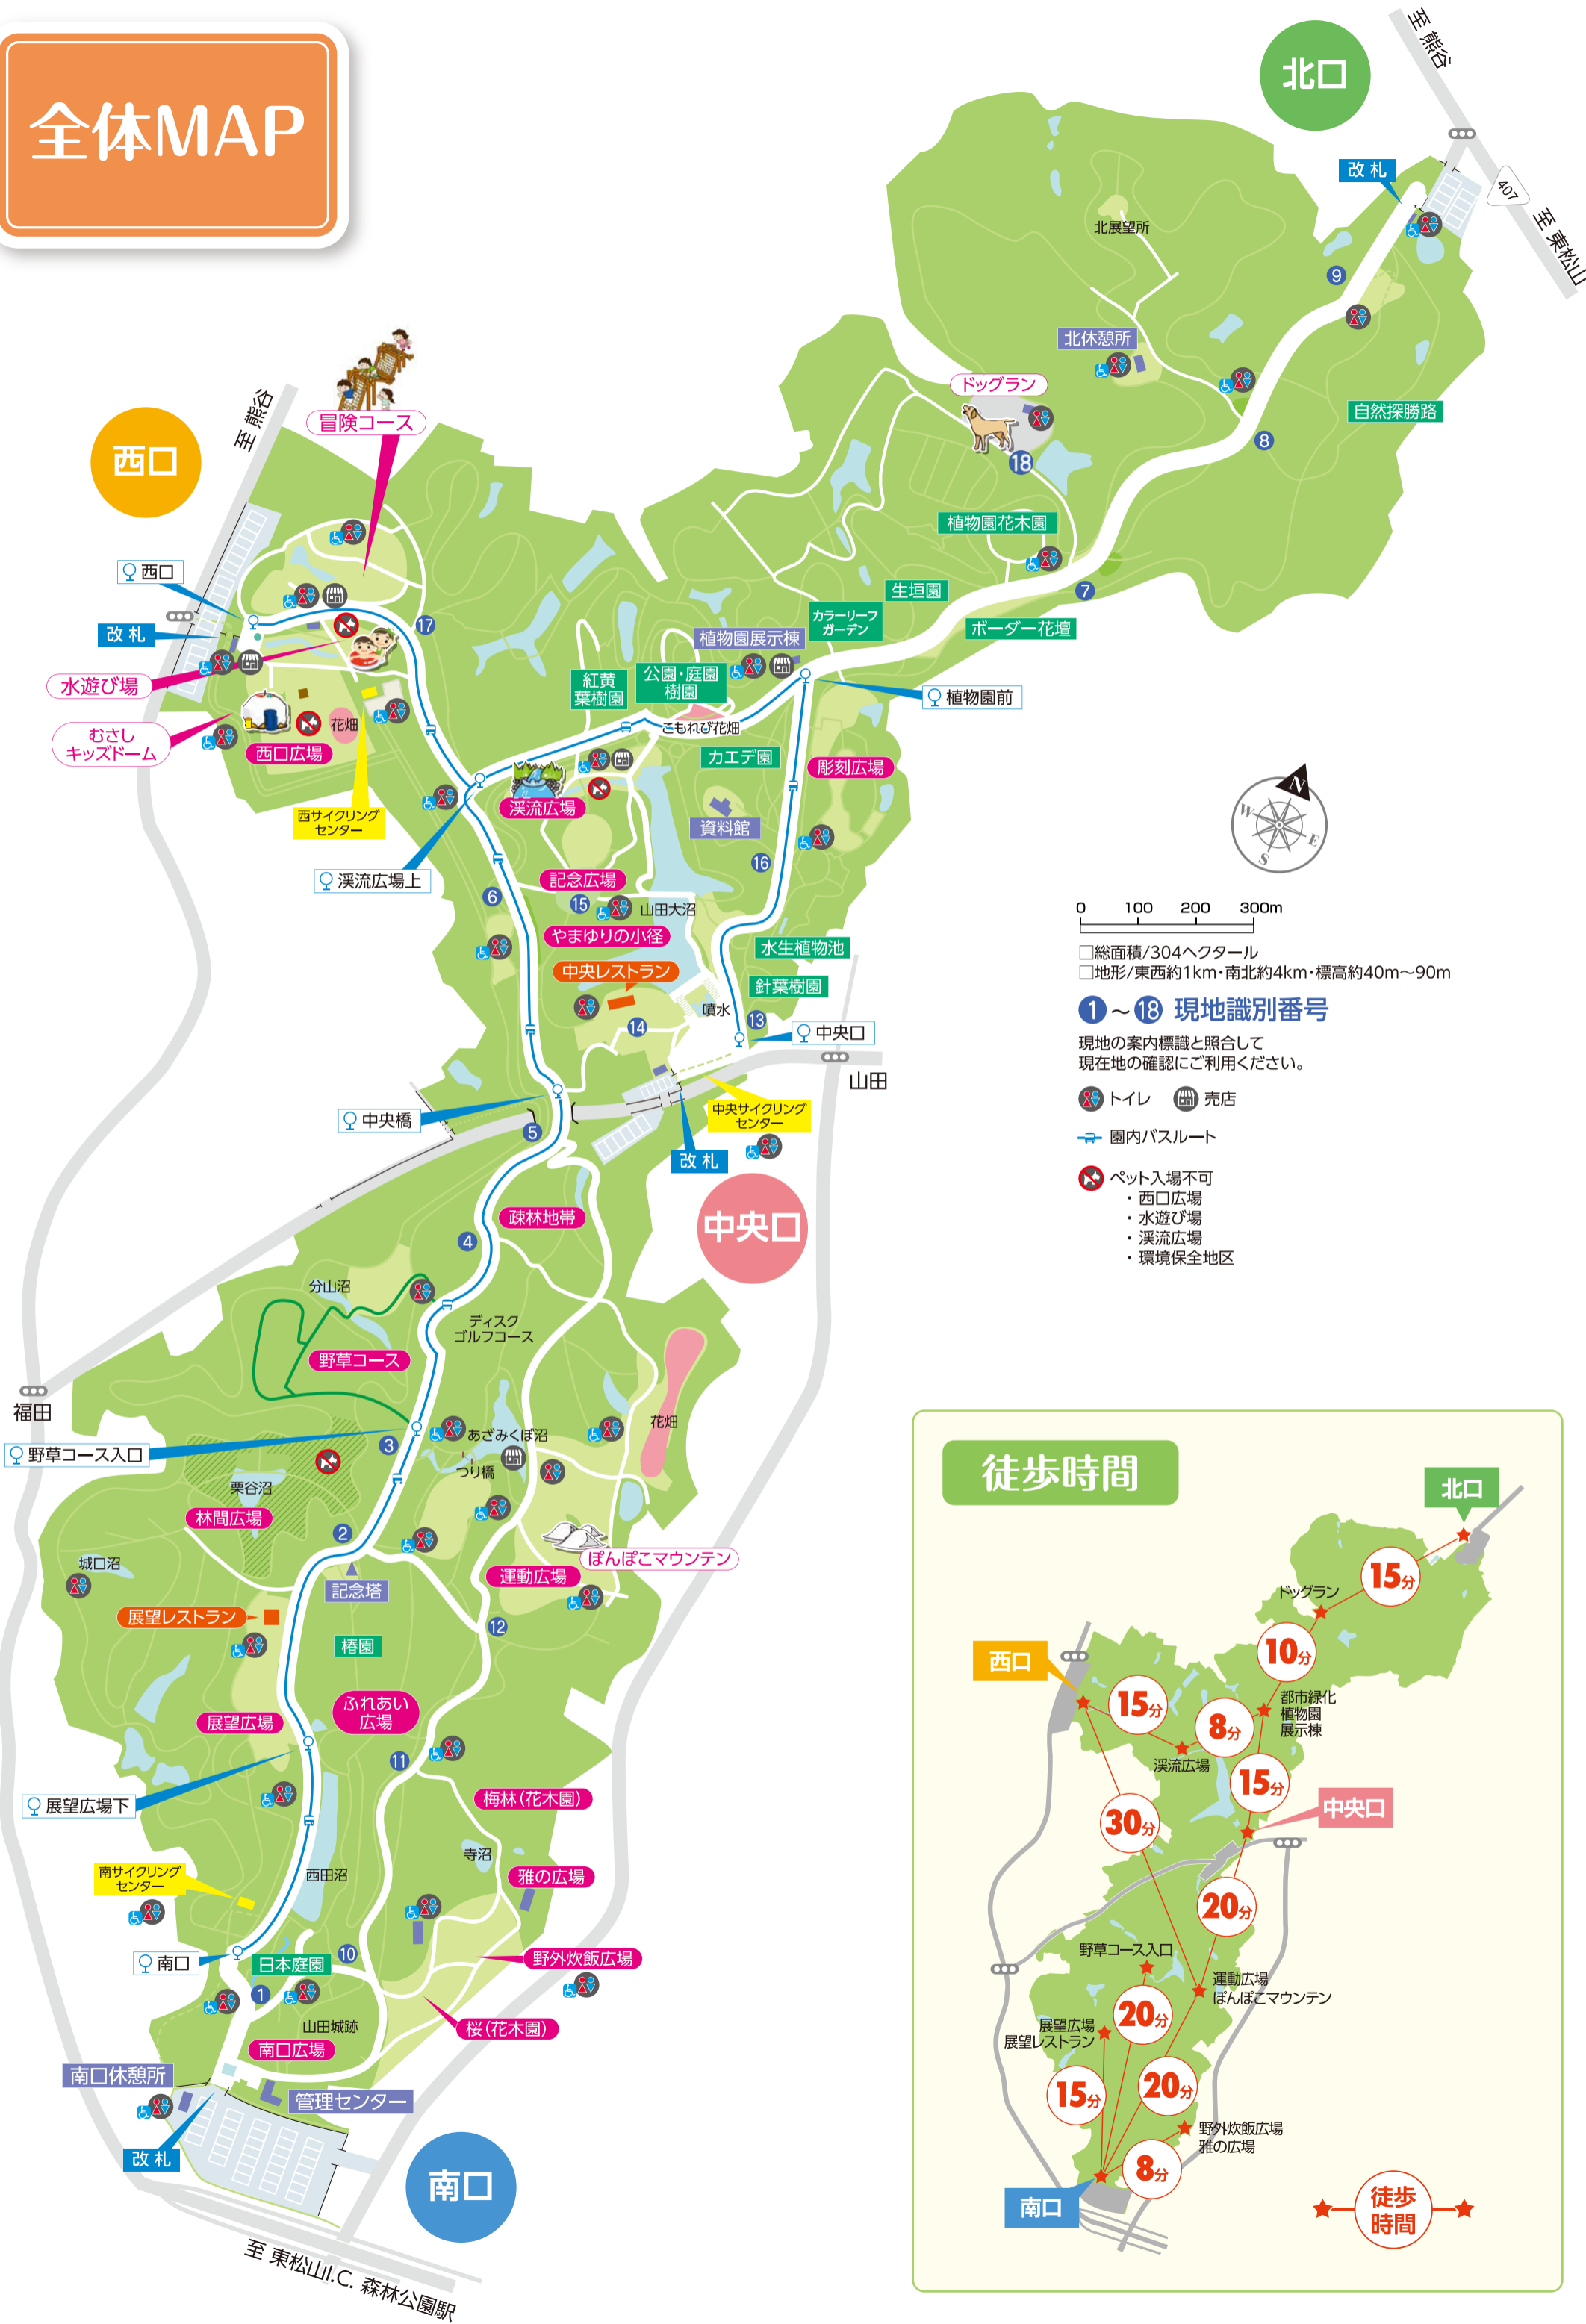 全体MAP
北口
至 熊谷
改 札
407
至 東松山
北展望所
9
北休憩所
ドッグラン
18
自然探勝路
8
植物園花木園
7
生垣園
カラーリーフ
ガーデン
ボーダー花壇
至 熊谷
冒険コース
西口
西口
改 札
17
水遊び場
むさし
キッズドーム
花畑
西口広場
西サイクリング
センター
植物園展示棟
公園・庭園
樹園
紅黄
葉樹園
こもれび花畑
植物園前
カエデ園
彫刻広場
渓流広場
資料館
渓流広場上
16
6
記念広場
15
山田大沼
やまゆりの小径
水生植物池
中央レストラン
針葉樹園
噴水
14
13
中央口
山田
中央橋
5
中央サイクリング
センター
改 札
中央口
疎林地帯
4
分山沼
ディスク
ゴルフコース
野草コース
福田
花畑
野草コース入口
3
あざみくぼ沼
つり橋
栗谷沼
林間広場
2
城口沼
ぽんぽこマウンテン
運動広場
記念塔
展望レストラン
12
椿園
ふれあい
広場
展望広場
11
梅林(花木園)
展望広場下
寺沼
南サイクリング
センター
西田沼
雅の広場
南口
日本庭園
10
野外炊飯広場
1
山田城跡
桜(花木園)
南口広場
南口休憩所
管理センター
改 札
南口
至 東松山I.C. 森林公園駅
N
W
E
S
0 100 200 300m
□総面積/304ヘクタール
□地形/東西約1km・南北約4km・標高約40m～90m
1～18 現地識別番号
現地の案内標識と照合して
現在地の確認にご利用ください。
トイレ 売店
園内バスルート
ペット入場不可
・西口広場
・水遊び場
・渓流広場
・環境保全地区
徒歩時間
北口
15分
ドッグラン
10分
西口
15分
8分
都市緑化
植物園
展示棟
渓流広場
15分
中央口
30分
20分
野草コース入口
運動広場
ぽんぽこマウンテン
20分
展望広場
展望レストラン
15分
20分
野外炊飯広場
雅の広場
8分
南口
徒歩
時間